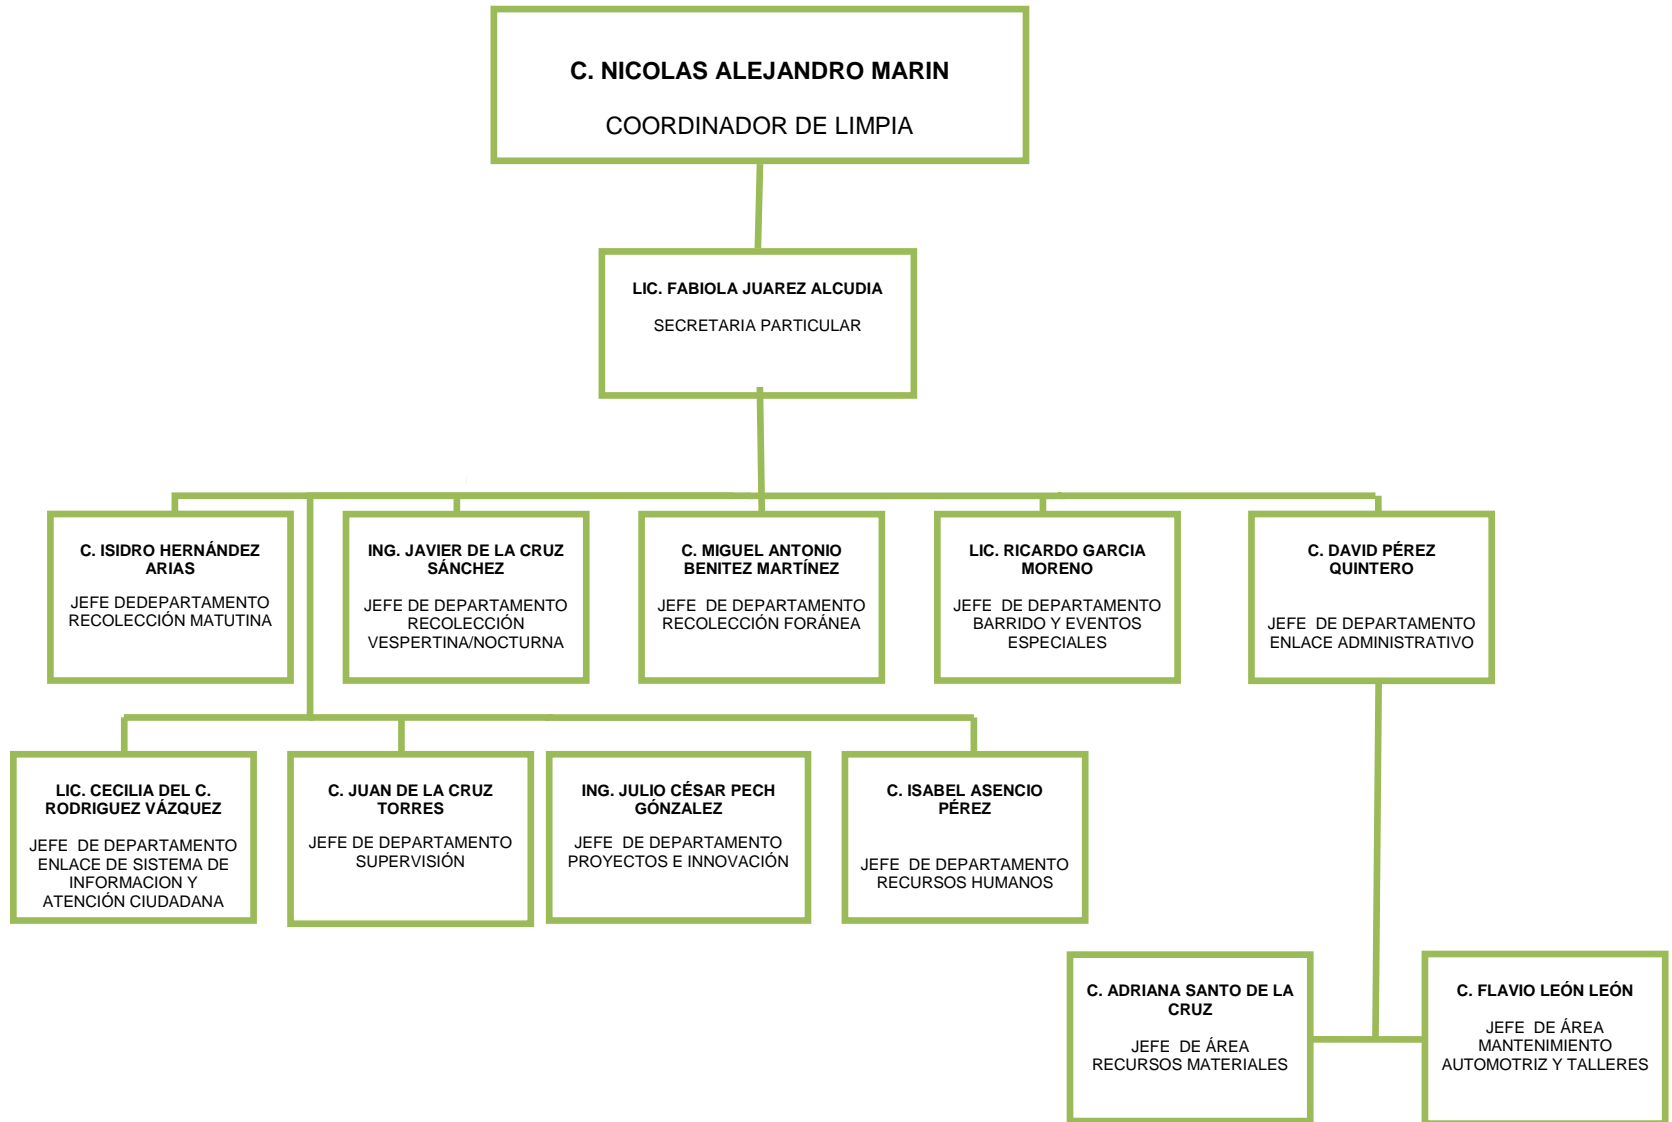 C. NICOLAS ALEJANDRO MARIN
COORDINADOR DE LIMPIA
LIC. FABIOLA JUAREZ ALCUDIA
SECRETARIA PARTICULAR
C. ISIDRO HERNÁNDEZ
ARIAS
JEFE DEDEPARTAMENTO
RECOLECCIÓN MATUTINA
ING. JAVIER DE LA CRUZ
SÁNCHEZ
JEFE DE DEPARTAMENTO
RECOLECCIÓN
VESPERTINA/NOCTURNA
C. MIGUEL ANTONIO
BENITEZ MARTÍNEZ
JEFE DE DEPARTAMENTO
RECOLECCIÓN FORÁNEA
LIC. RICARDO GARCIA
MORENO
JEFE DE DEPARTAMENTO
BARRIDO Y EVENTOS
ESPECIALES
C. DAVID PÉREZ
QUINTERO
JEFE DE DEPARTAMENTO
ENLACE ADMINISTRATIVO
LIC. CECILIA DEL C.
RODRIGUEZ VÁZQUEZ
JEFE DE DEPARTAMENTO
ENLACE DE SISTEMA DE
INFORMACION Y
ATENCIÓN CIUDADANA
C. JUAN DE LA CRUZ
TORRES
JEFE DE DEPARTAMENTO
SUPERVISIÓN
ING. JULIO CÉSAR PECH
GÓNZALEZ
JEFE DE DEPARTAMENTO
PROYECTOS E INNOVACIÓN
C. ISABEL ASENCIO
PÉREZ
JEFE DE DEPARTAMENTO
RECURSOS HUMANOS
C. ADRIANA SANTO DE LA
CRUZ
JEFE DE ÁREA
RECURSOS MATERIALES
C. FLAVIO LEÓN LEÓN
JEFE DE ÁREA
MANTENIMIENTO
AUTOMOTRIZ Y TALLERES